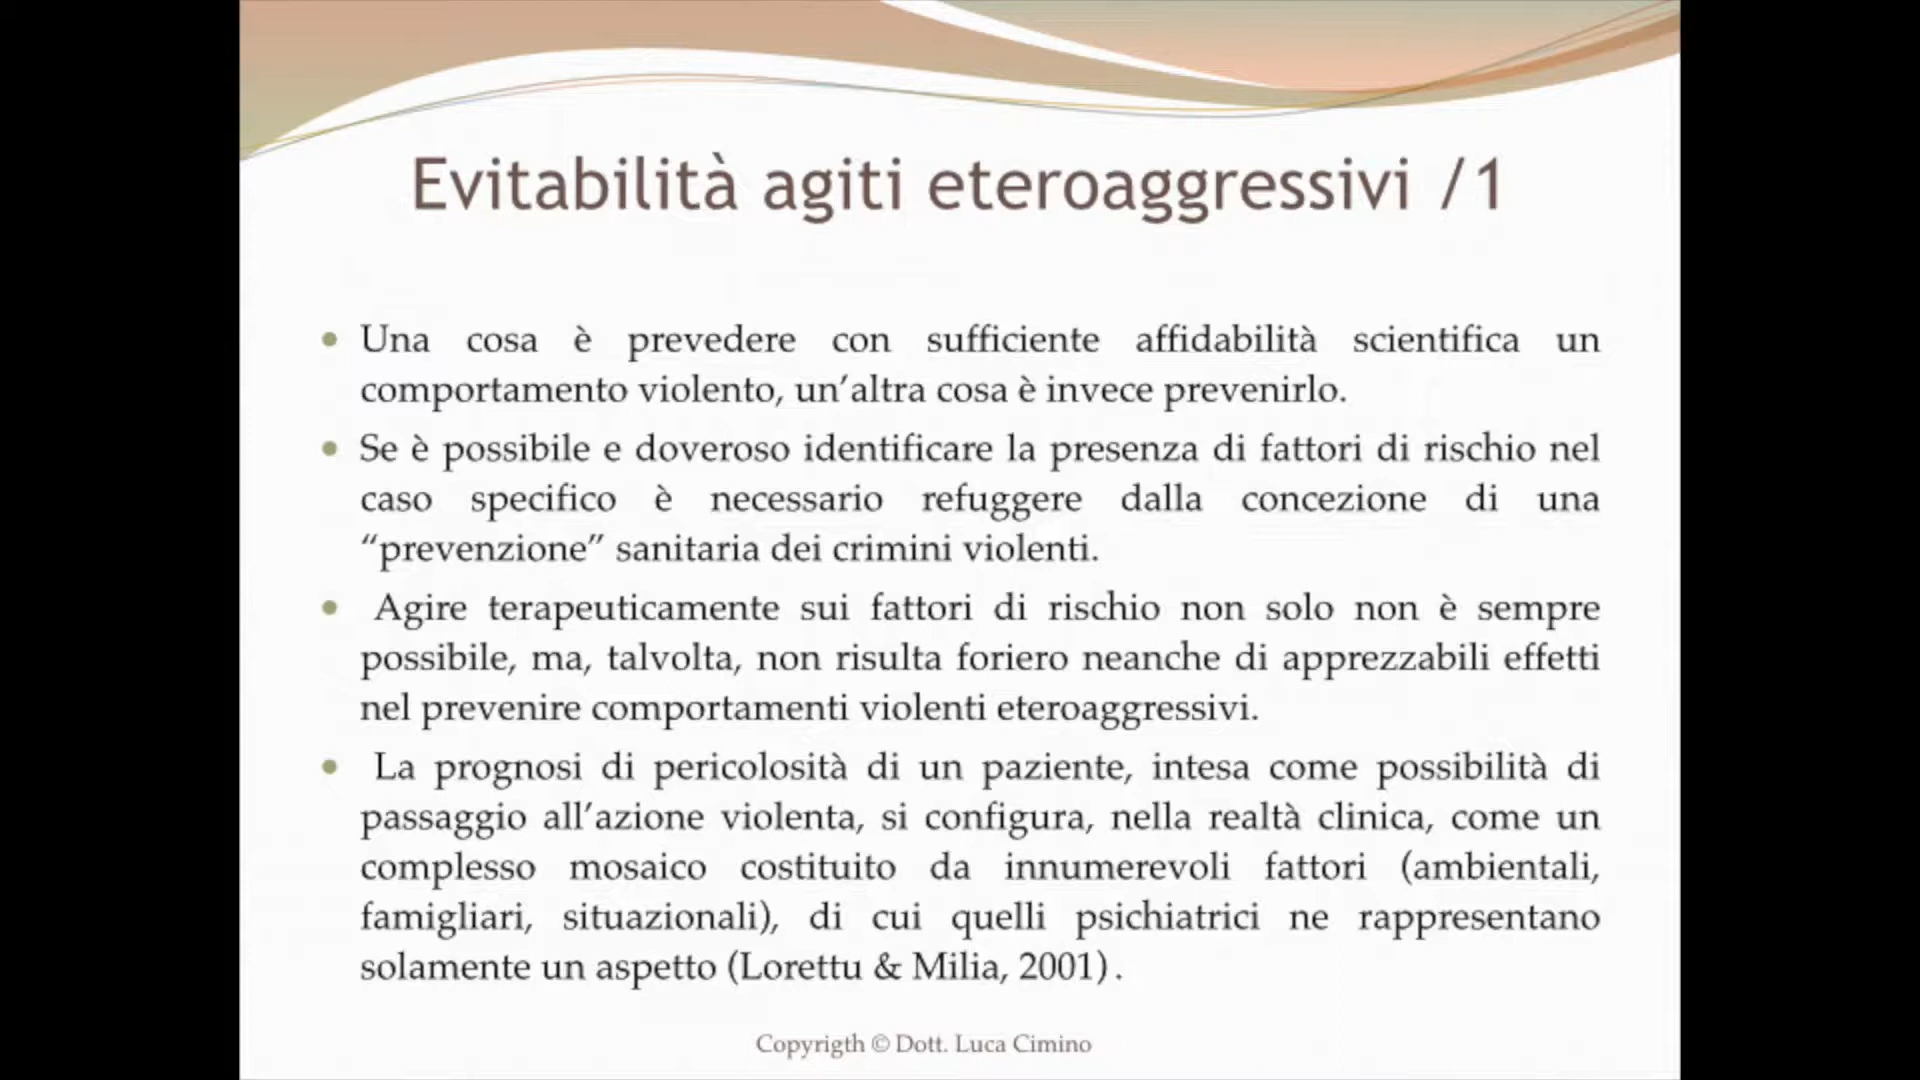 Evitabilità agiti eteroaggressivi /1
Una cosa è prevedere con sufficiente affidabilità scientifica un
comportamento violento, un’altra cosa è invece prevenirlo.
Se è possibile e doveroso identificare la presenza di fattori di rischio nel
caso specifico è necessario refuggere dalla concezione di una
“prevenzione” sanitaria dei crimini violenti.
Agire terapeuticamente sui fattori di rischio non solo non è sempre
possibile, ma, talvolta, non risulta foriero neanche di apprezzabili effetti
nel prevenire comportamenti violenti eteroaggressivi.
La prognosi di pericolosità di un paziente, intesa come possibilità di
passaggio all’azione violenta, si configura, nella realtà clinica, come un
complesso mosaico costituito da innumerevoli fattori (ambientali,
famigliari, situazionali), di cui quelli psichiatrici ne rappresentano
solamente un aspetto (Lorettu & Milia, 2001).
Copyrigth © Dott. Luca Cimino